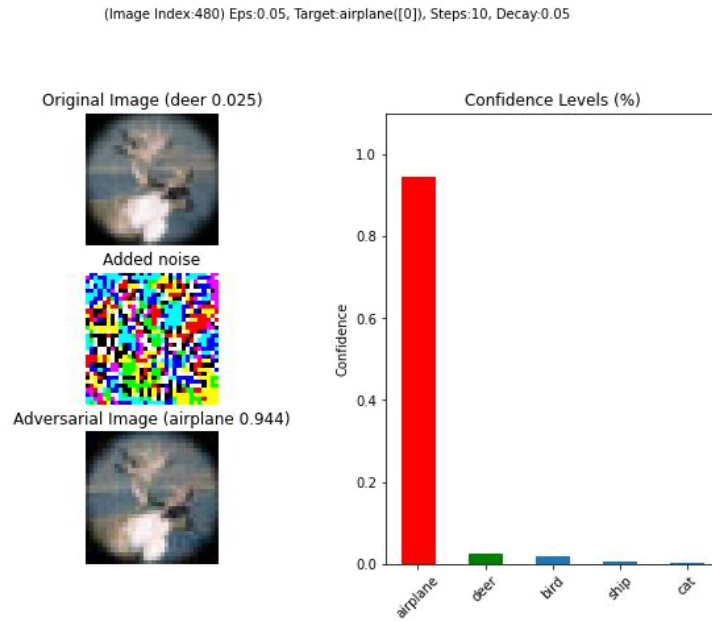 (Image Index:480) Eps:0.05, Target:airplane([0]), Steps:10, Decay:0.05
Original Image (deer 0.025)
Added noise
Adversarial Image (airplane 0.944)
Confidence Levels (%)
Confidence
1.0
0.8
0.6
0.4
0.2
0.0
airplane
deer
bird
ship
cat